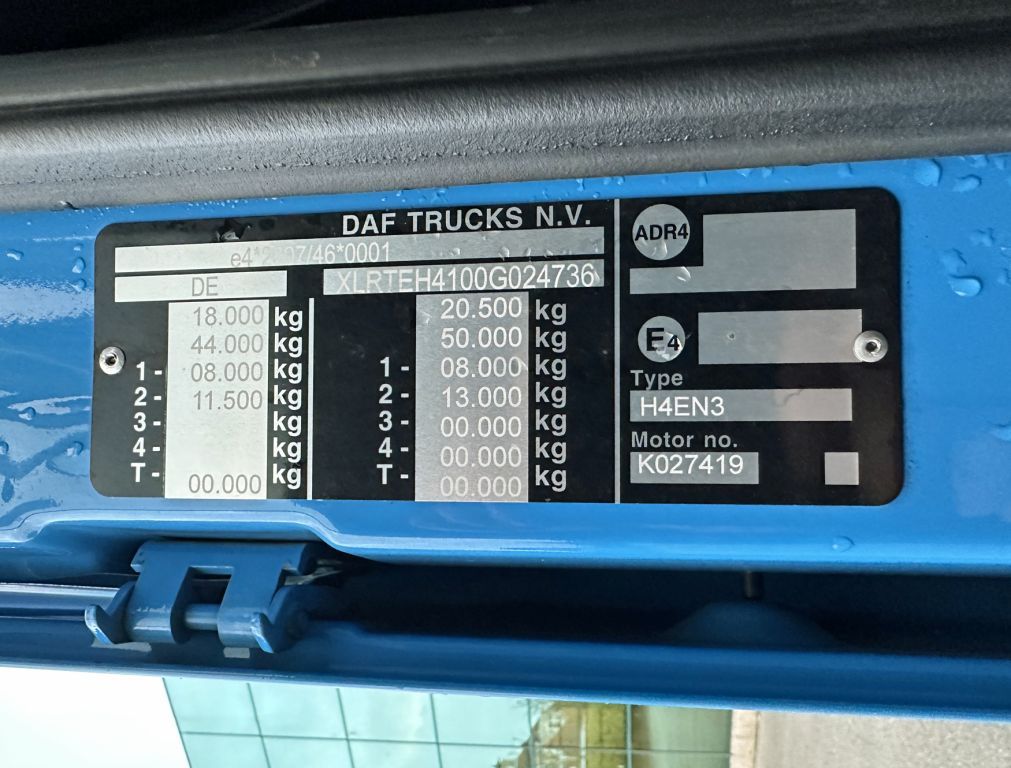 DAF TRUCKS N.V.
07/46*0001
DE XLRTEH4100G024736
18.000 kg 20.500 kg
44.000 kg 50.000 kg
1- 08.000 kg 1- 08.000 kg
2- 11.500 kg 2- 13.000 kg
3- kg 3- 00.000 kg
4- kg 4- 00.000 kg
T- 00.000 kg T- 00.000 kg
ADR4
E4
Type
H4EN3
Motor no.
K027419